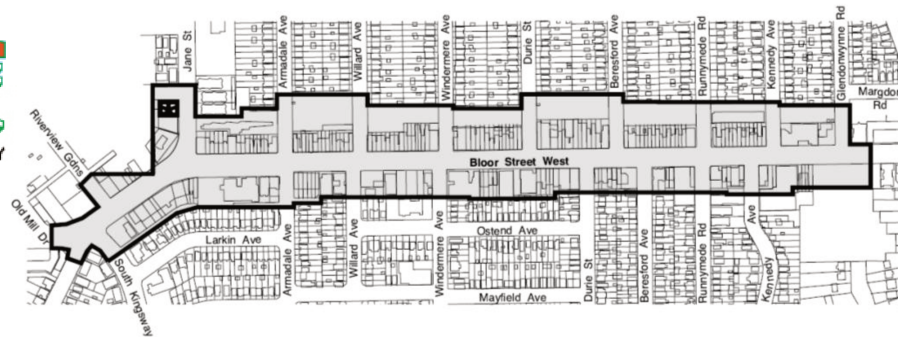 Jane St
Armadale Ave
Willard Ave
Windermere Ave
Durie St
Beresford Ave
Runnymede Rd
Kennedy Ave
Glendonwynne Rd
Margdon
Rd
Riverview Gdns
Bloor Street West
Old Mill Dr
South Kingsway
Larkin Ave
Armadale Ave
Willard Ave
Windermere Ave
Ostend Ave
Mayfield Ave
Durie St
Beresford Ave
Runnymede Rd
Kennedy Ave